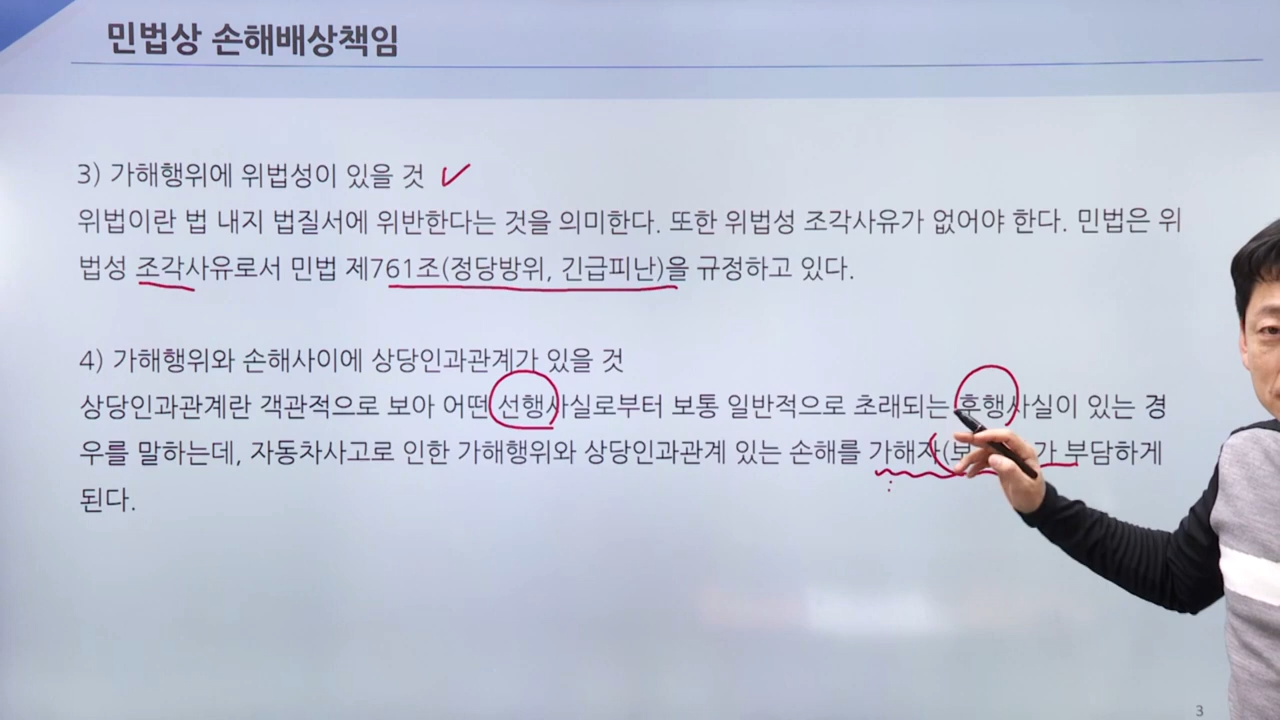 민법상 손해배상책임
3) 가해행위에 위법성이 있을 것
위법이란 법 내지 법질서에 위반한다는 것을 의미한다. 또한 위법성 조각사유가 없어야 한다. 민법은 위
법성 조각사유로서 민법 제761조(정당방위, 긴급피난)을 규정하고 있다.
4) 가해행위와 손해사이에 상당인과관계가 있을 것
상당인과관계란 객관적으로 보아 어떤 선행사실로부터 보통 일반적으로 초래되는 후행사실이 있는 경
우를 말하는데, 자동차사고로 인한 가해행위와 상당인과관계 있는 손해를 가해자 가 부담하게
된다.
3